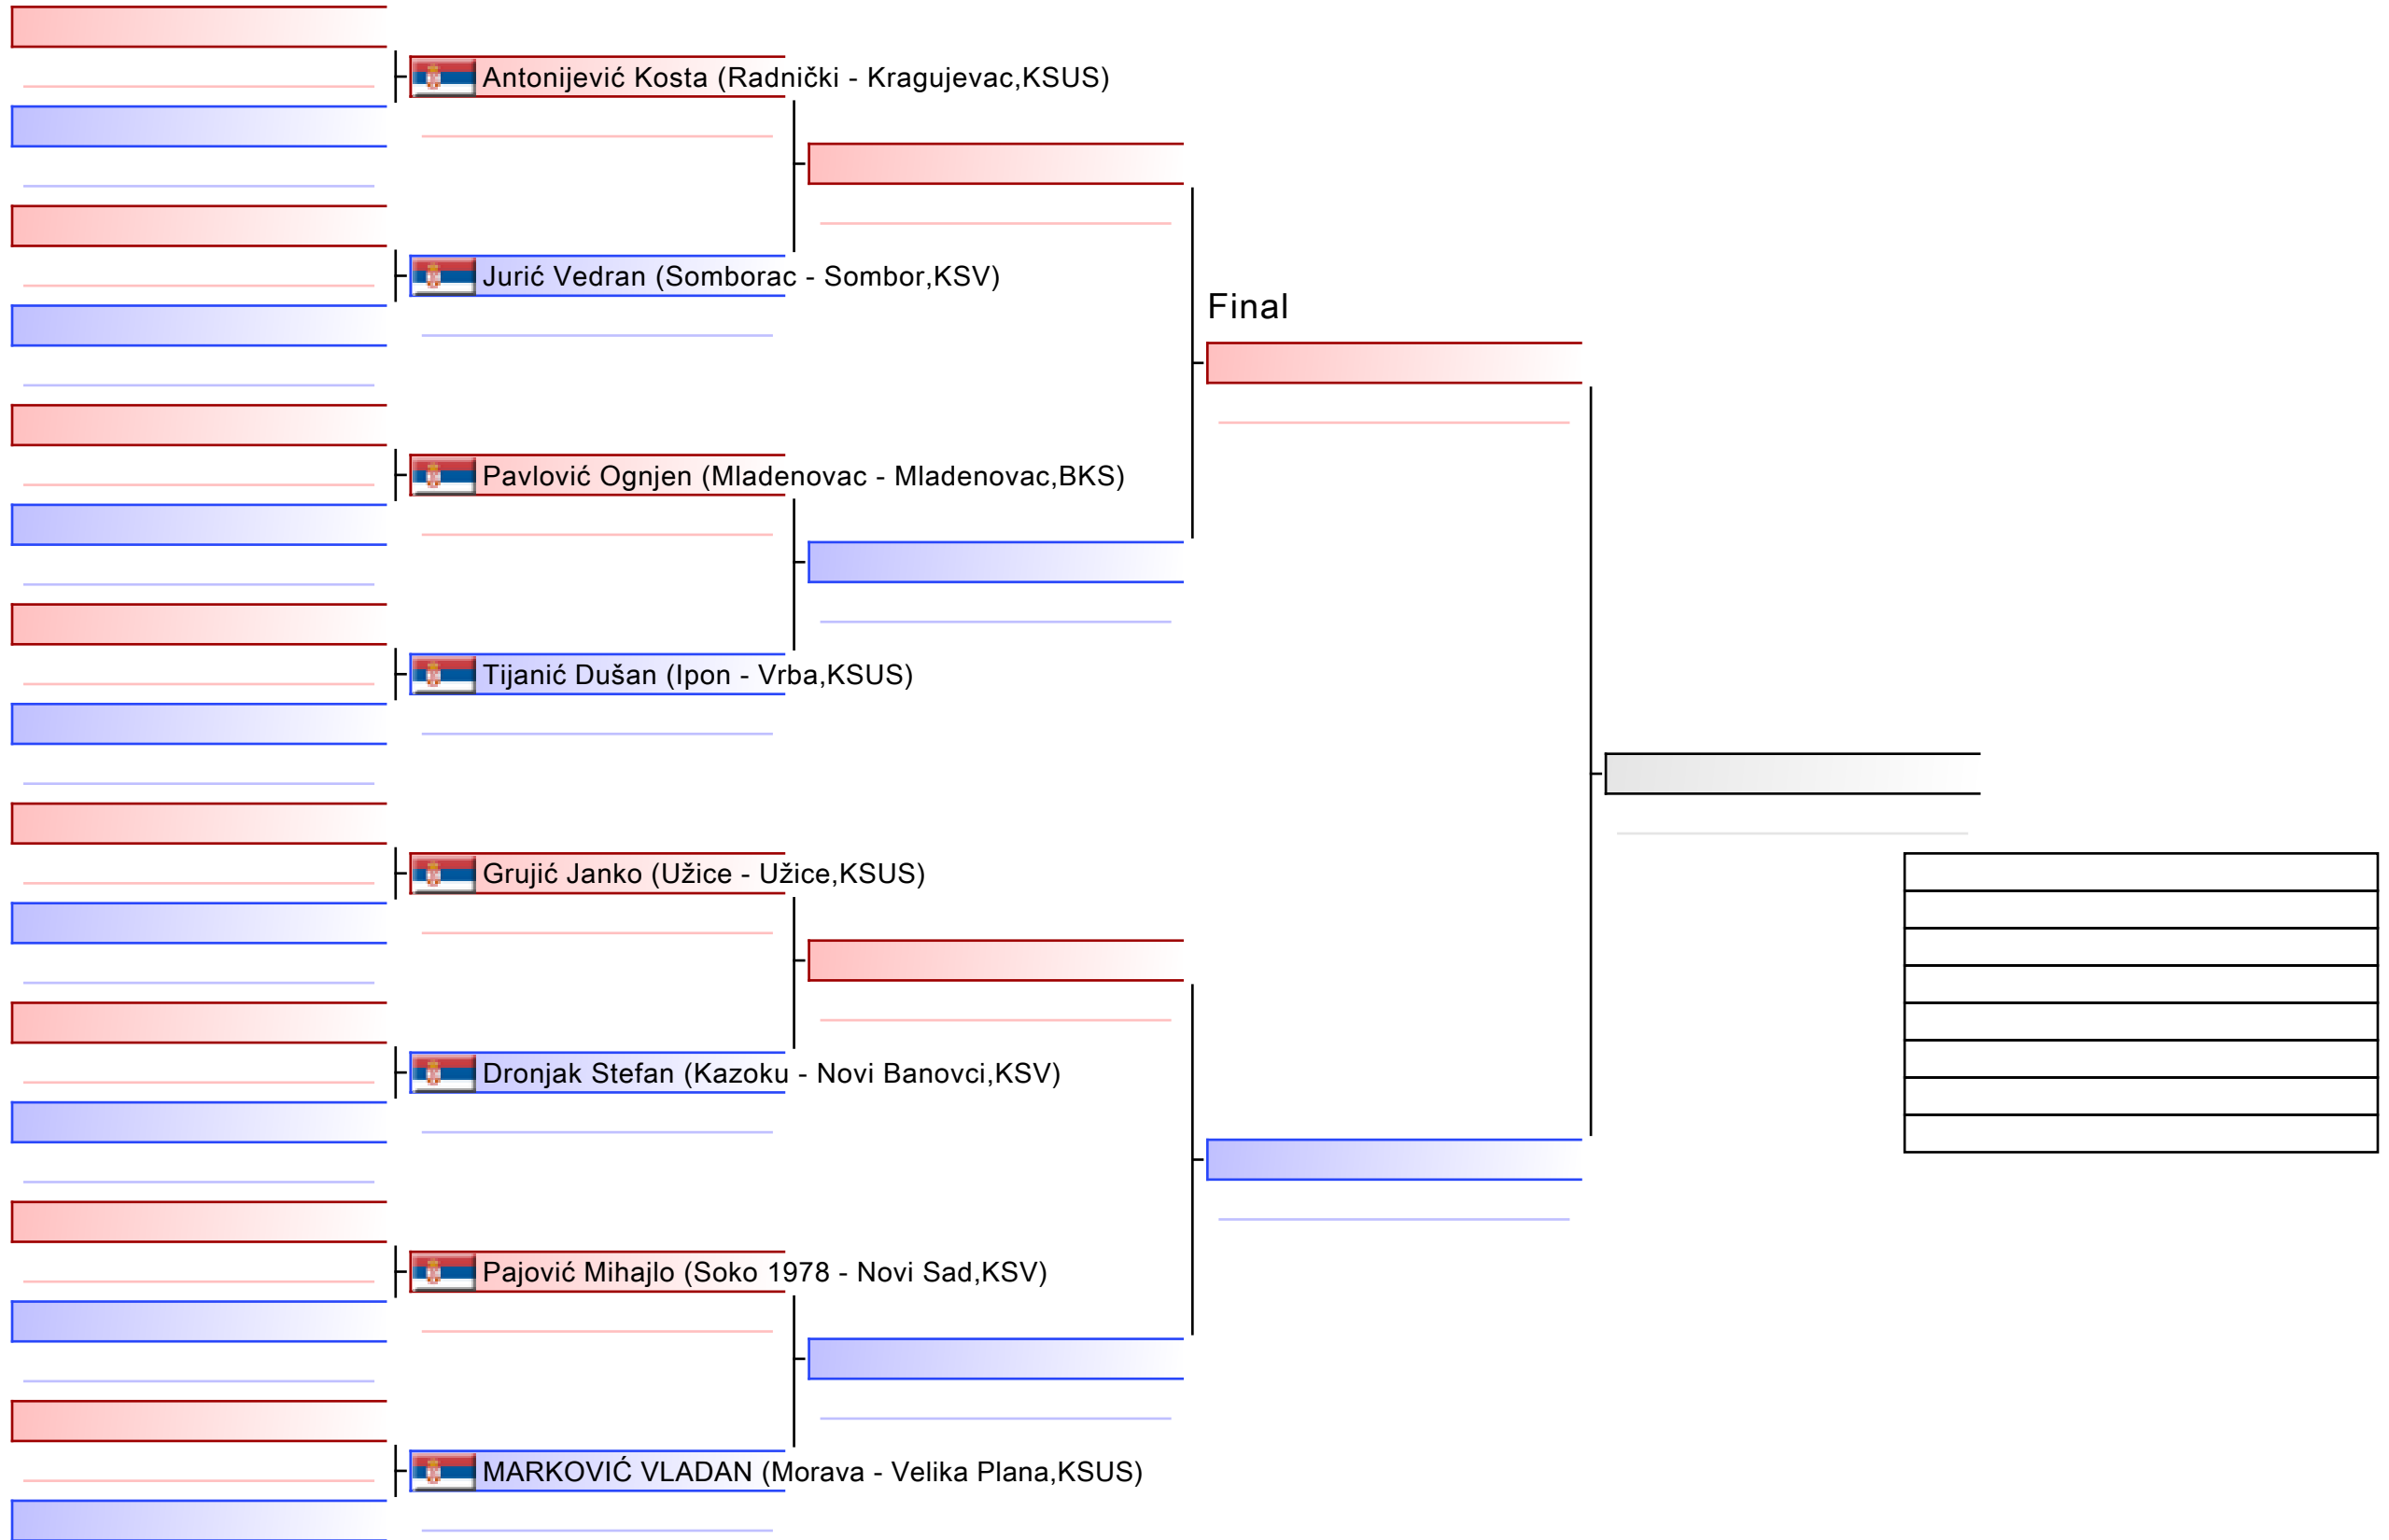 Antonijević Kosta (Radnički - Kragujevac,KSUS)
Jurić Vedran (Somborac - Sombor,KSV)
Final
Pavlović Ognjen (Mladenovac - Mladenovac,BKS)
Tijanić Dušan (Ipon - Vrba,KSUS)
Grujić Janko (Užice - Užice,KSUS)
Dronjak Stefan (Kazoku - Novi Banovci,KSV)
Pajović Mihajlo (Soko 1978 - Novi Sad,KSV)
MARKOVIĆ VLADAN (Morava - Velika Plana,KSUS)